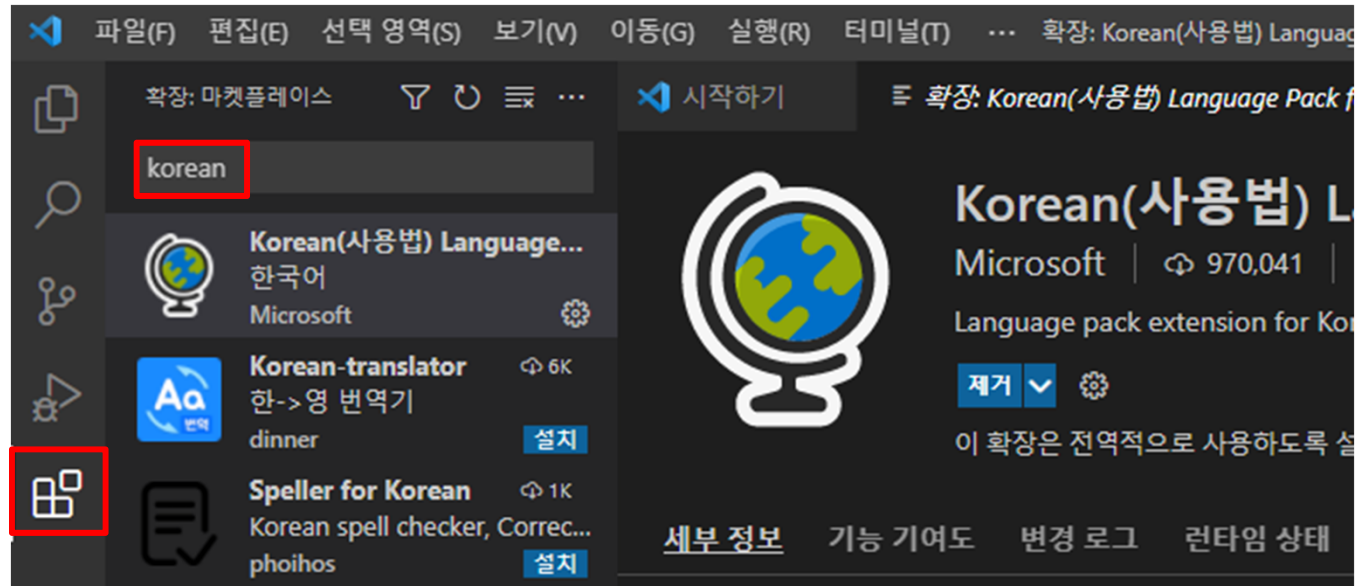 파일(F) 편집(E) 선택 영역(S) 보기(V) 이동(G) 실행(R) 터미널(T) ··· 확장: Korean(사용법)
확장: 마켓플레이스 ···
korean
Korean(사용법) Language...
한국어
Microsoft
Korean-translator 6K
한->영 번역기
dinner 설치
Speller for Korean 1K
Korean spell checker, Correc...
phoihos 설치
시작하기 확장: Korean(사용법) Language Pack f
Korean(사용법)
Microsoft 970,041
Language pack extension for
제거
이 확장은 전역적으로 사용하도록
세부 정보 기능 기여도 변경 로그 런타임 상태
Aa
번역